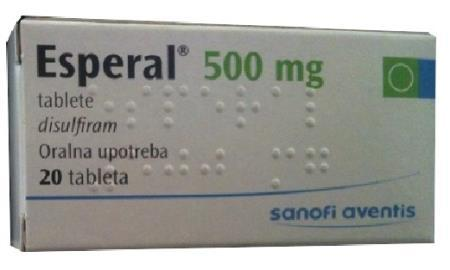 Esperal® 500 mg
tablete
disulfiram
Oralna upotreba
20 tableta
sanofi aventis